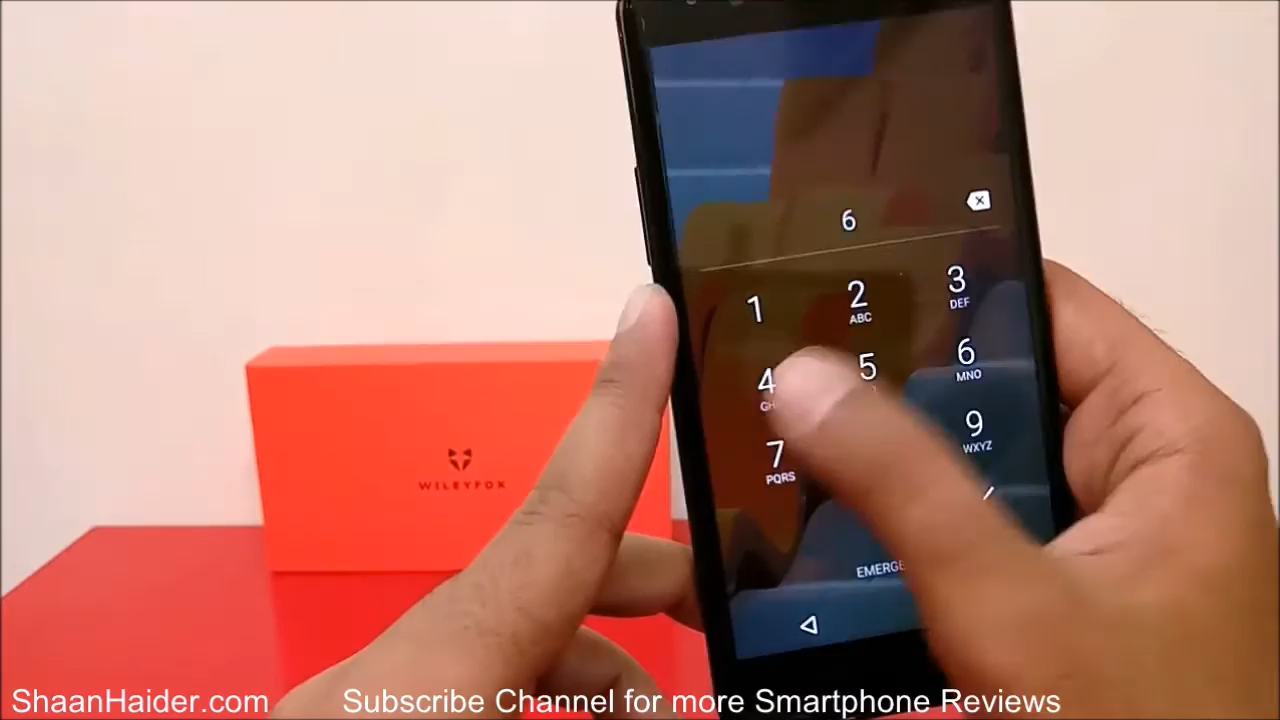 6
1
2
ABC
3
DEF
4
GH
5
6
MNO
7
PQRS
9
WXYZ
EMERGE
WILEYFOX
ShaanHaider.com
Subscribe Channel for more Smartphone Reviews